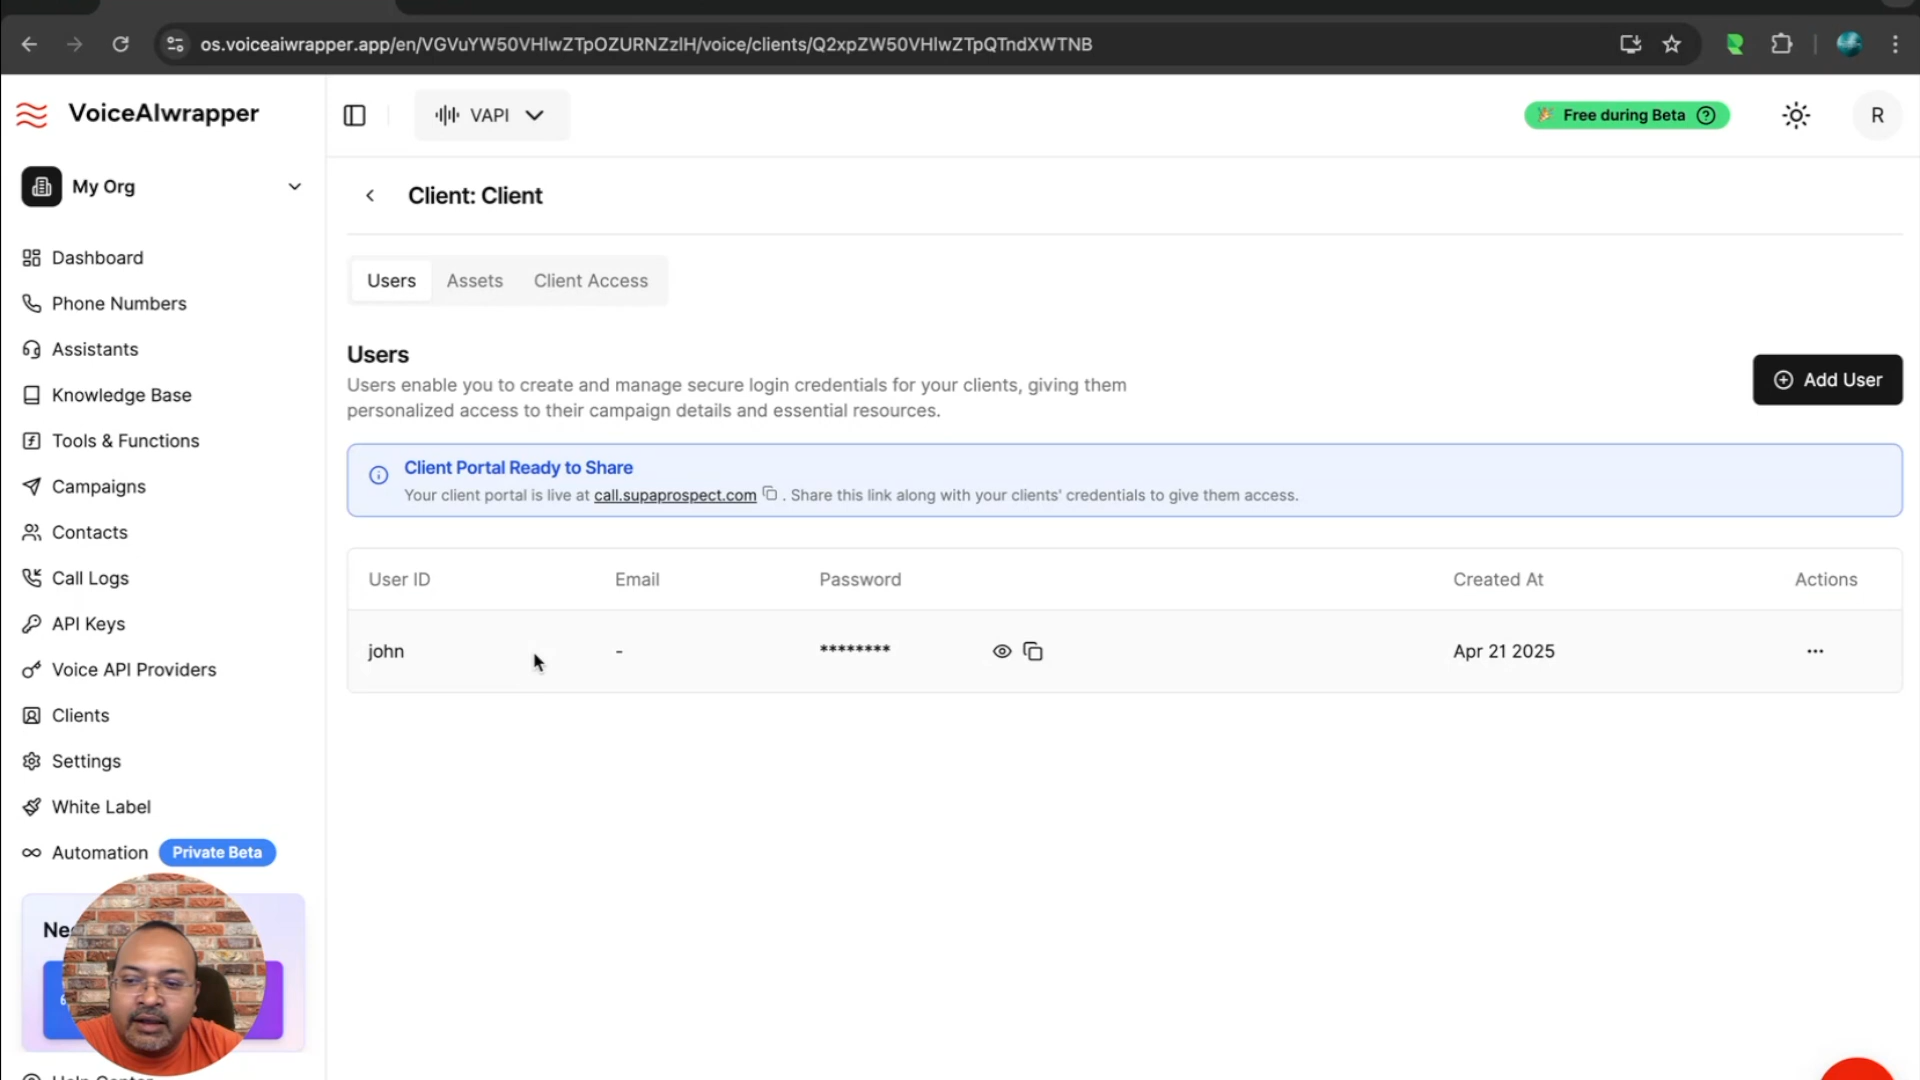 os.voiceaiwrapper.app/en/VGVuYW50VHlwZTpOZURNZzlH/voice/clients/Q2xpZW50VHlwZTpQTndXWTNB
VoiceAIwrapper
VAPI
Free during Beta
R
My Org
Client: Client
Dashboard
Phone Numbers
Assistants
Knowledge Base
Tools & Functions
Campaigns
Contacts
Call Logs
API Keys
Voice API Providers
Clients
Settings
White Label
Automation Private Beta
Users Assets Client Access
Users
Users enable you to create and manage secure login credentials for your clients, giving them
personalized access to their campaign details and essential resources.
Add User
Client Portal Ready to Share
Your client portal is live at call.supaprospect.com . Share this link along with your clients' credentials to give them access.
User ID Email Password Created At Actions
john - ******** Apr 21 2025 ...